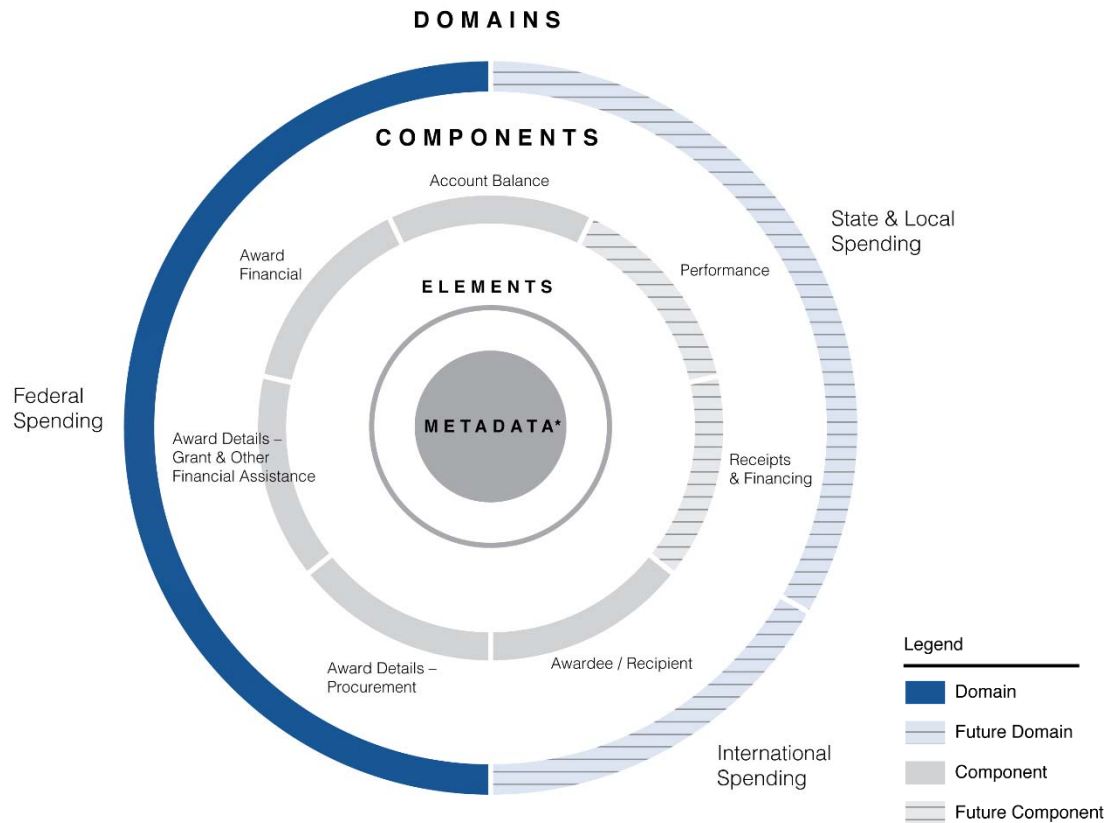 DOMAINS
COMPONENTS
Account Balance
Award
Financial
Performance
State & Local
Spending
ELEMENTS
METADATA*
Federal
Spending
Award Details –
Grant & Other
Financial Assistance
Receipts
& Financing
Award Details –
Procurement
Awardee / Recipient
International
Spending
Legend
Domain
Future Domain
Component
Future Component